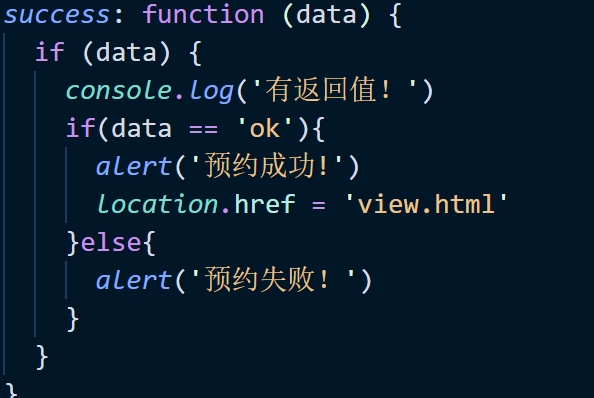 success: function (data) {
if (data) {
console.log('有返回值！')
if(data == 'ok'){
alert('预约成功!')
location.href = 'view.html'
}else{
alert('预约失败！')
}
}
}